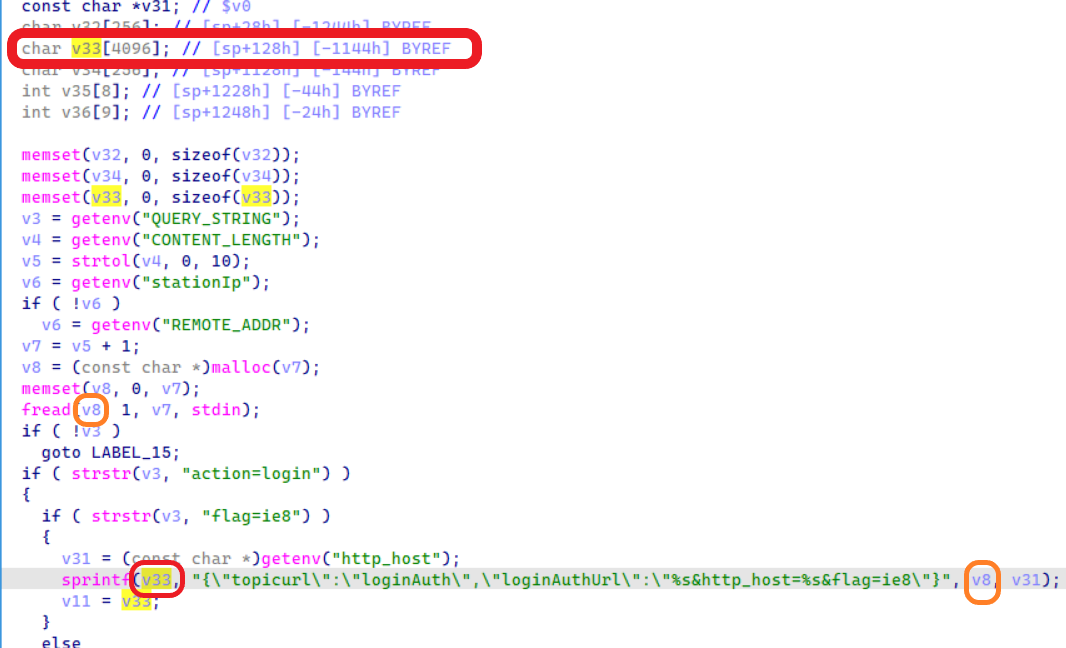 const char *v31; // $v0
char v32[256]; // [sp+28h] [-1244h] BYREF
char v33[4096]; // [sp+128h] [-1144h] BYREF
char v34[256]; // [sp+1128h] [-144h] BYREF
int v35[8]; // [sp+1228h] [-44h] BYREF
int v36[9]; // [sp+1248h] [-24h] BYREF
memset(v32, 0, sizeof(v32));
memset(v34, 0, sizeof(v34));
memset(v33, 0, sizeof(v33));
v3 = getenv("QUERY_STRING");
v4 = getenv("CONTENT_LENGTH");
v5 = strtol(v4, 0, 10);
v6 = getenv("stationIp");
if ( !v6 )
v6 = getenv("REMOTE_ADDR");
v7 = v5 + 1;
v8 = (const char *)malloc(v7);
memset(v8, 0, v7);
fread(v8, 1, v7, stdin);
if ( !v3 )
goto LABEL_15;
if ( strstr(v3, "action=login") )
{
if ( strstr(v3, "flag=ie8") )
{
v31 = (const char *)getenv("http_host");
sprintf(v33, "{\"topicurl\":\"loginAuth\",\"loginAuthUrl\":\"%s&http_host=%s&flag=ie8\"}", v8, v31);
v11 = v33;
}
else